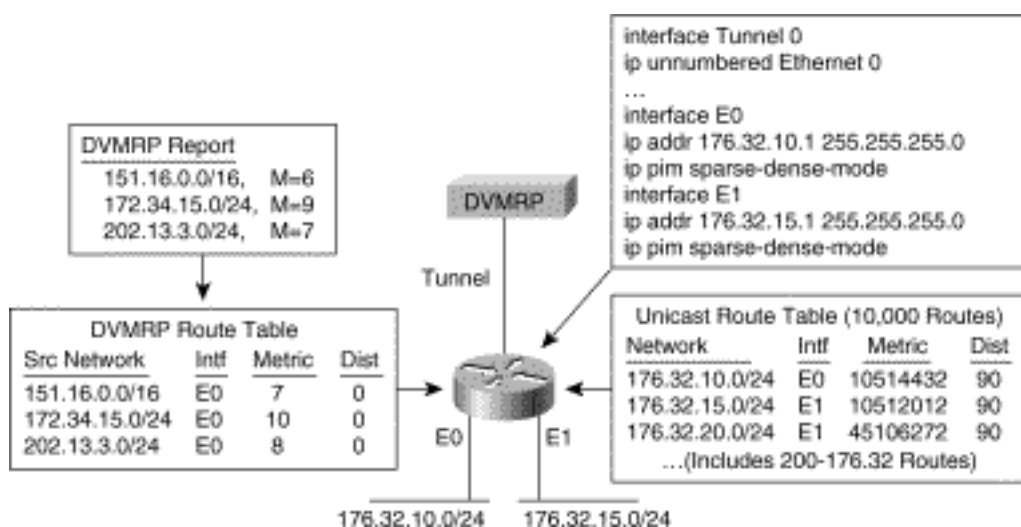 interface Tunnel 0
ip unnumbered Ethernet 0
...
interface E0
ip addr 176.32.10.1 255.255.255.0
ip pim sparse-dense-mode
interface E1
ip addr 176.32.15.1 255.255.255.0
ip pim sparse-dense-mode
DVMRP Report
151.16.0.0/16, M=6
172.34.15.0/24, M=9
202.13.3.0/24, M=7
DVMRP
Tunnel
DVMRP Route Table
Src Network Intf Metric Dist
151.16.0.0/16 E0 7 0
172.34.15.0/24 E0 10 0
202.13.3.0/24 E0 8 0
Unicast Route Table (10,000 Routes)
Network Intf Metric Dist
176.32.10.0/24 E0 10514432 90
176.32.15.0/24 E1 10512012 90
176.32.20.0/24 E1 45106272 90
...(Includes 200-176.32 Routes)
E0 E1
176.32.10.0/24 176.32.15.0/24